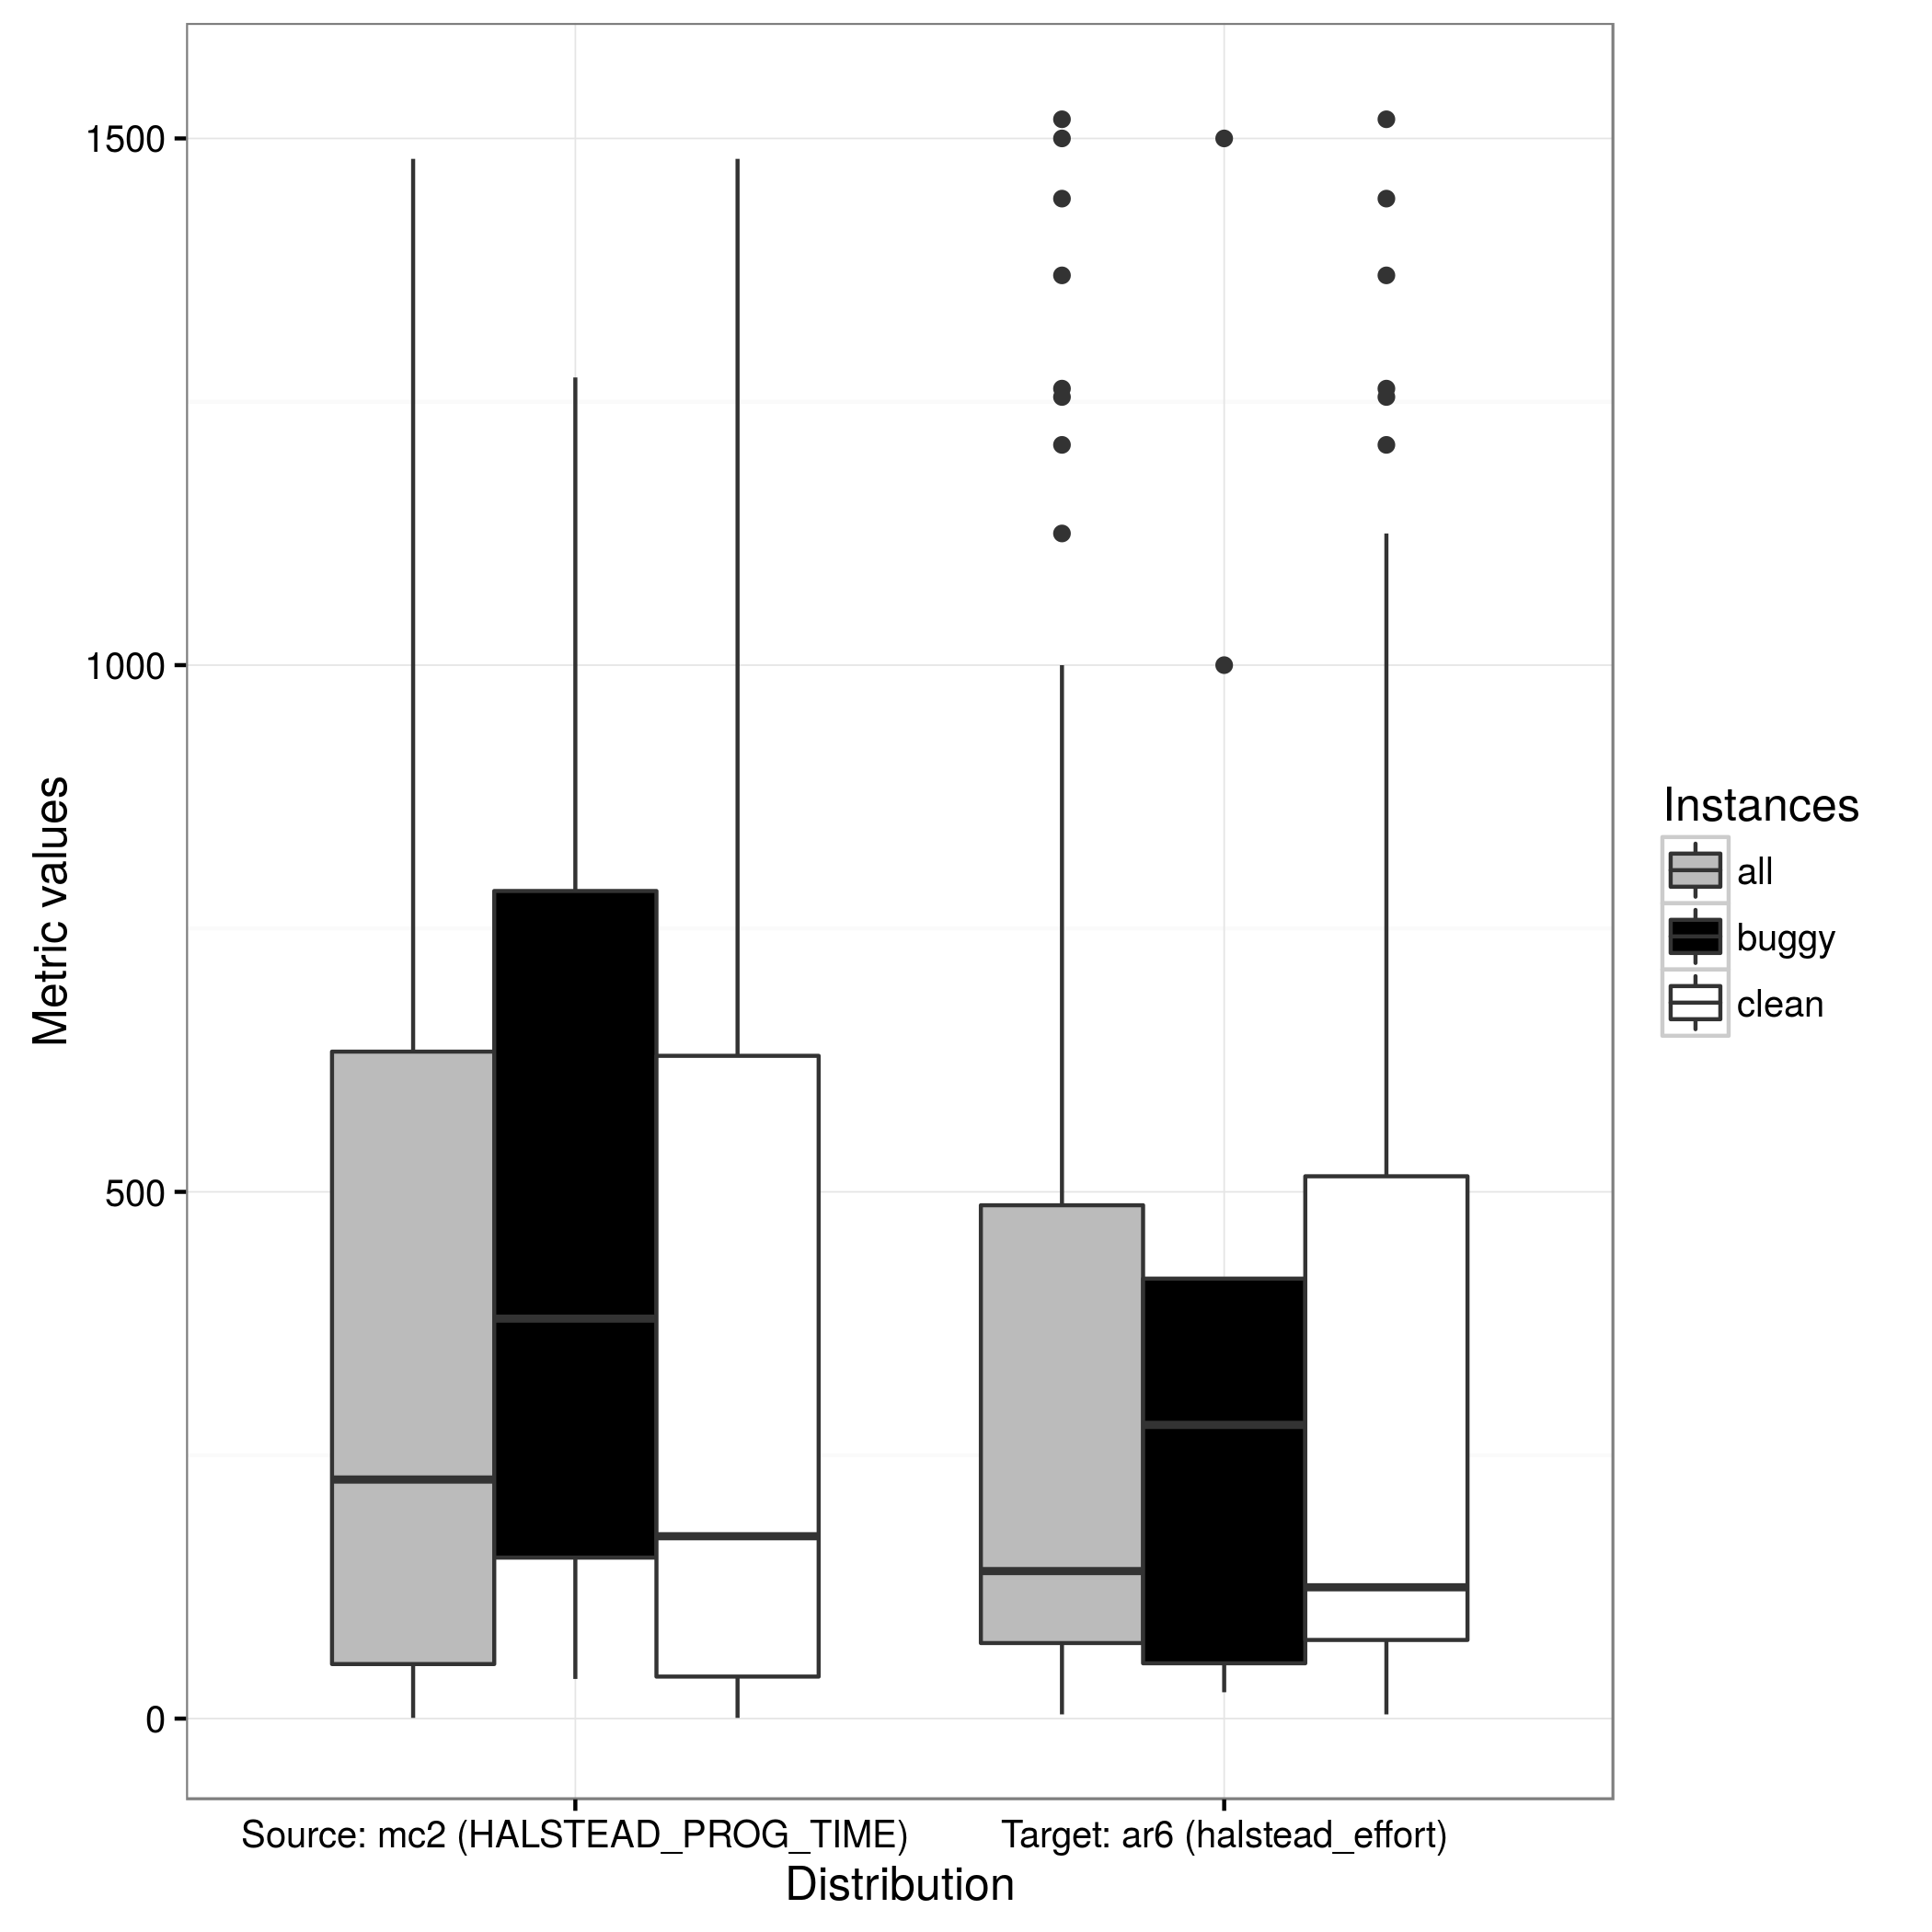 1500
1000
500
0
Metric values
Source: mc2 (HALSTEAD_PROG_TIME)
Target: ar6 (halstead_effort)
Distribution
Instances
all
buggy
clean